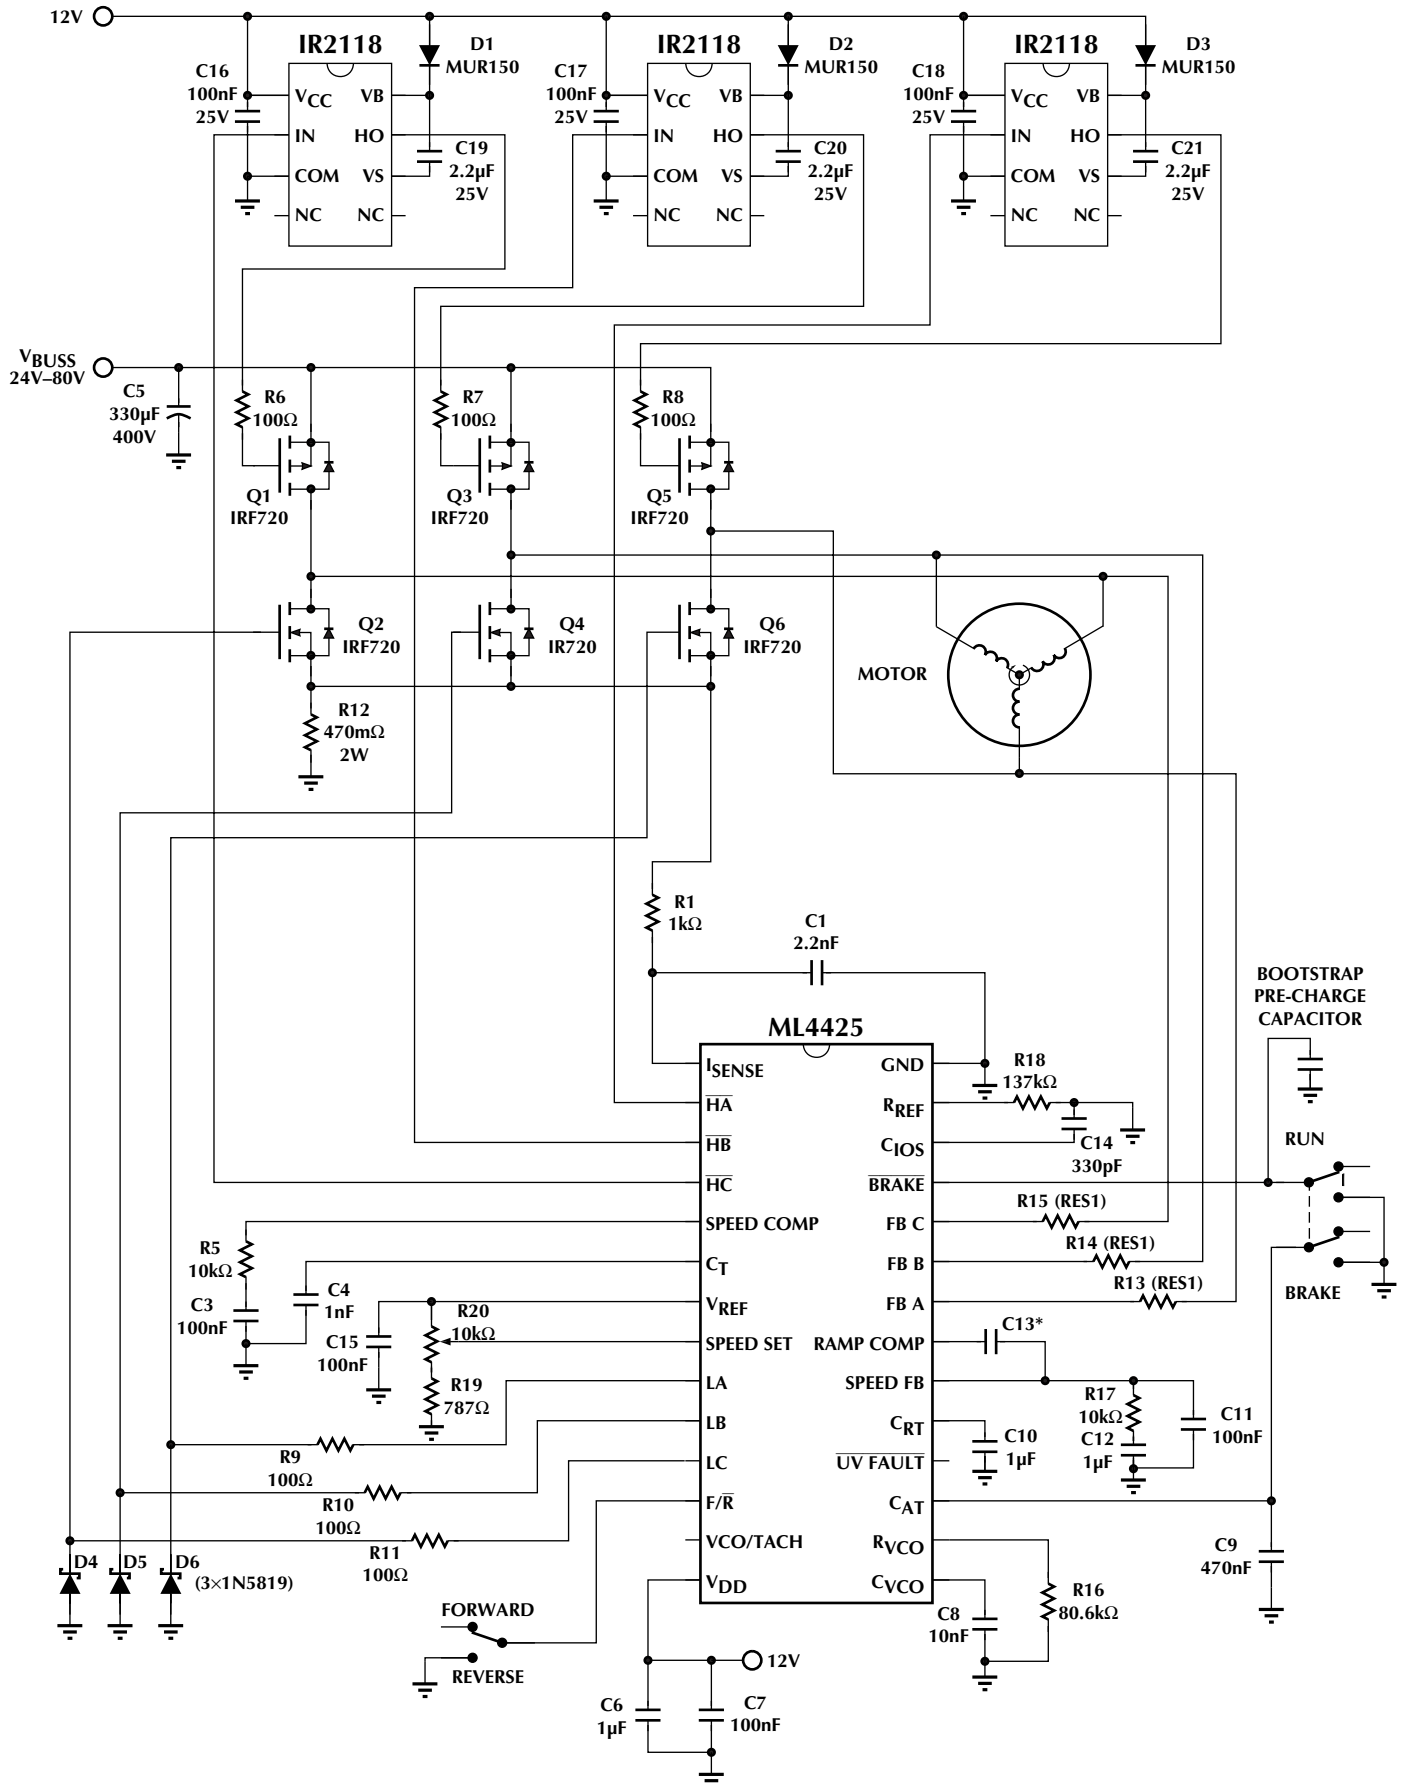 12V
IR2118
IR2118
IR2118
C16
100nF
25V
VCC
IN
COM
NC
VB
HO
VS
NC
D1
MUR150
C19
2.2µF
25V
C17
100nF
25V
VCC
IN
COM
NC
VB
HO
VS
NC
D2
MUR150
C20
2.2µF
25V
C18
100nF
25V
VCC
IN
COM
NC
VB
HO
VS
NC
D3
MUR150
C21
2.2µF
25V
VBUSS
24V–80V
C5
330µF
400V
R6
100Ω
R7
100Ω
R8
100Ω
Q1
IRF720
Q3
IRF720
Q5
IRF720
Q2
IRF720
Q4
IR720
Q6
IRF720
MOTOR
R12
470mΩ
2W
R1
1kΩ
C1
2.2nF
BOOTSTRAP
PRE-CHARGE
CAPACITOR
ML4425
ISENSE
H̅A̅
H̅B̅
H̅C̅
SPEED COMP
CT
VREF
SPEED SET
LA
LB
LC
F/R̅
VCO/TACH
VDD
GND
RREF
CIOS
B̅R̅A̅K̅E̅
FB C
FB B
FB A
RAMP COMP
SPEED FB
CRT
U̅V̅ ̅F̅A̅U̅L̅T̅
CAT
RVCO
CVCO
R18
137kΩ
C14
330pF
RUN
BRAKE
R15 (RES1)
R14 (RES1)
R13 (RES1)
C13*
R5
10kΩ
C3
100nF
C4
1nF
C15
100nF
R20
10kΩ
R19
787Ω
R17
10kΩ
C12
1µF
C11
100nF
C10
1µF
R9
100Ω
R10
100Ω
R11
100Ω
D4
D5
D6
(3×1N5819)
C9
470nF
R16
80.6kΩ
C8
10nF
FORWARD
REVERSE
12V
C6
1µF
C7
100nF